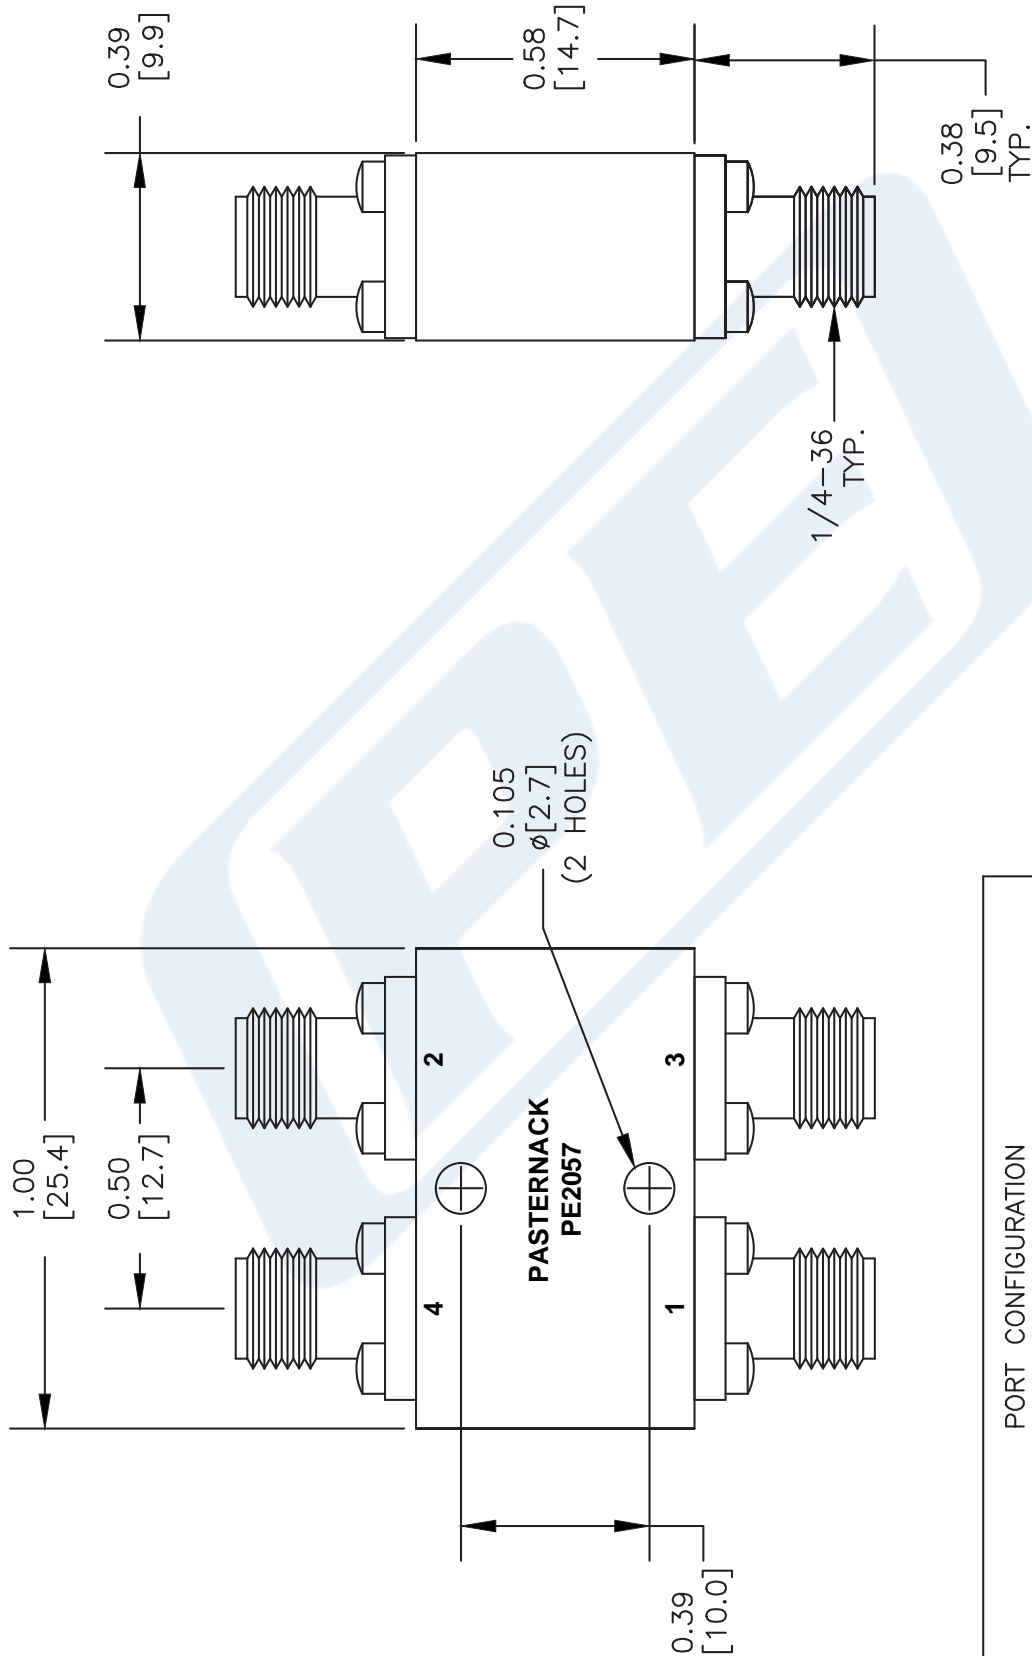 1.00
[25.4]
0.50
[12.7]
4
2
PASTERNACK
PE2057
1
3
0.39
[10.0]
0.105
ø[2.7]
(2 HOLES)
0.39
[9.9]
0.58
[14.7]
0.38
[9.5]
TYP.
1/4-36
TYP.
PORT CONFIGURATION
PE